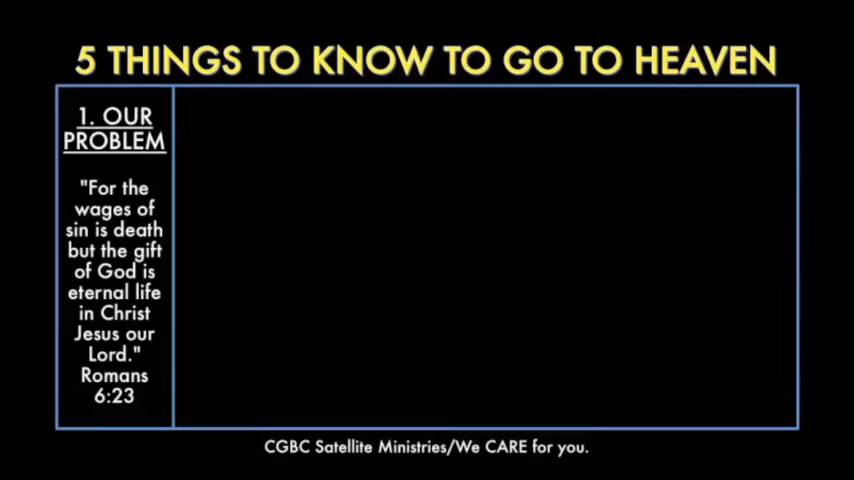 5 THINGS TO KNOW TO GO TO HEAVEN
1. OUR
PROBLEM
"For the
wages of
sin is death
but the gift
of God is
eternal life
in Christ
Jesus our
Lord."
Romans
6:23
CGBC Satellite Ministries/We CARE for you.